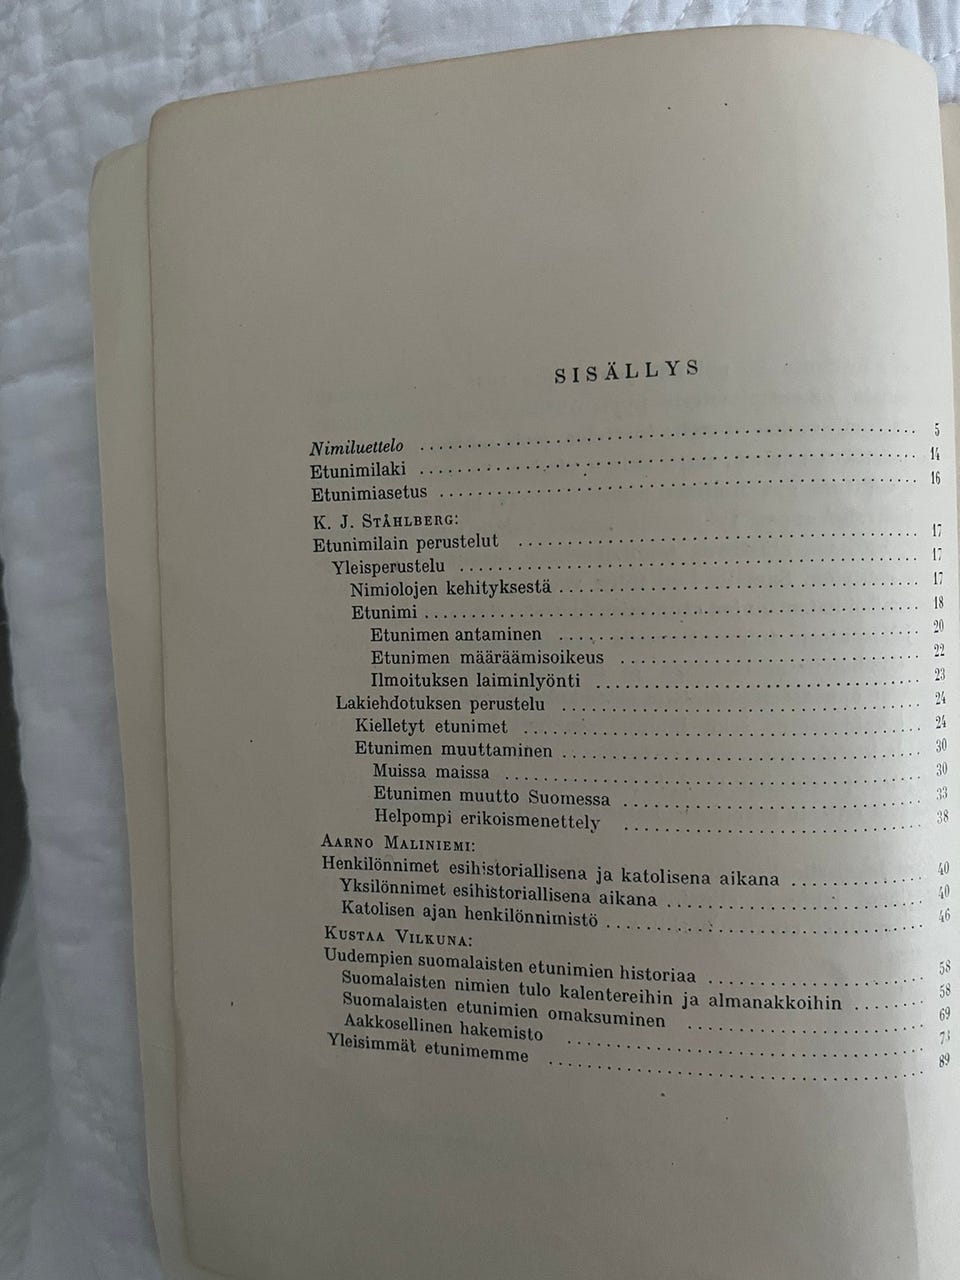 SISÄLLYS
Nimiluettelo ........ 5
Etunimilaki ........ 14
Etunimiasetus ........ 16
K. J. STÅHLBERG:
Etunimilain perustelut ........ 17
Yleisperustelu ........ 17
Nimiolojen kehityksestä ........ 17
Etunimi ........ 18
Etunimen antaminen ........ 20
Etunimen määräämisoikeus ........ 22
Ilmoituksen laiminlyönti ........ 23
Lakiehdotuksen perustelu ........ 24
Kielletyt etunimet ........ 24
Etunimen muuttaminen ........ 30
Muissa maissa ........ 30
Etunimen muutto Suomessa ........ 33
Helpompi erikoismenettely ........ 38
AARNO MALINIEMI:
Henkilönnimet esihistoriallisena ja katolisena aikana ........ 40
Yksilönnimet esihistoriallisena aikana ........ 40
Katolisen ajan henkilönnimistö ........ 46
KUSTAA VILKUNA:
Uudempien suomalaisten etunimien historiaa ........ 58
Suomalaisten nimien tulo kalentereihin ja almanakkoihin ........ 58
Suomalaisten etunimien omaksuminen ........ 69
Aakkosellinen hakemisto ........ 73
Yleisimmät etunimemme ........ 89